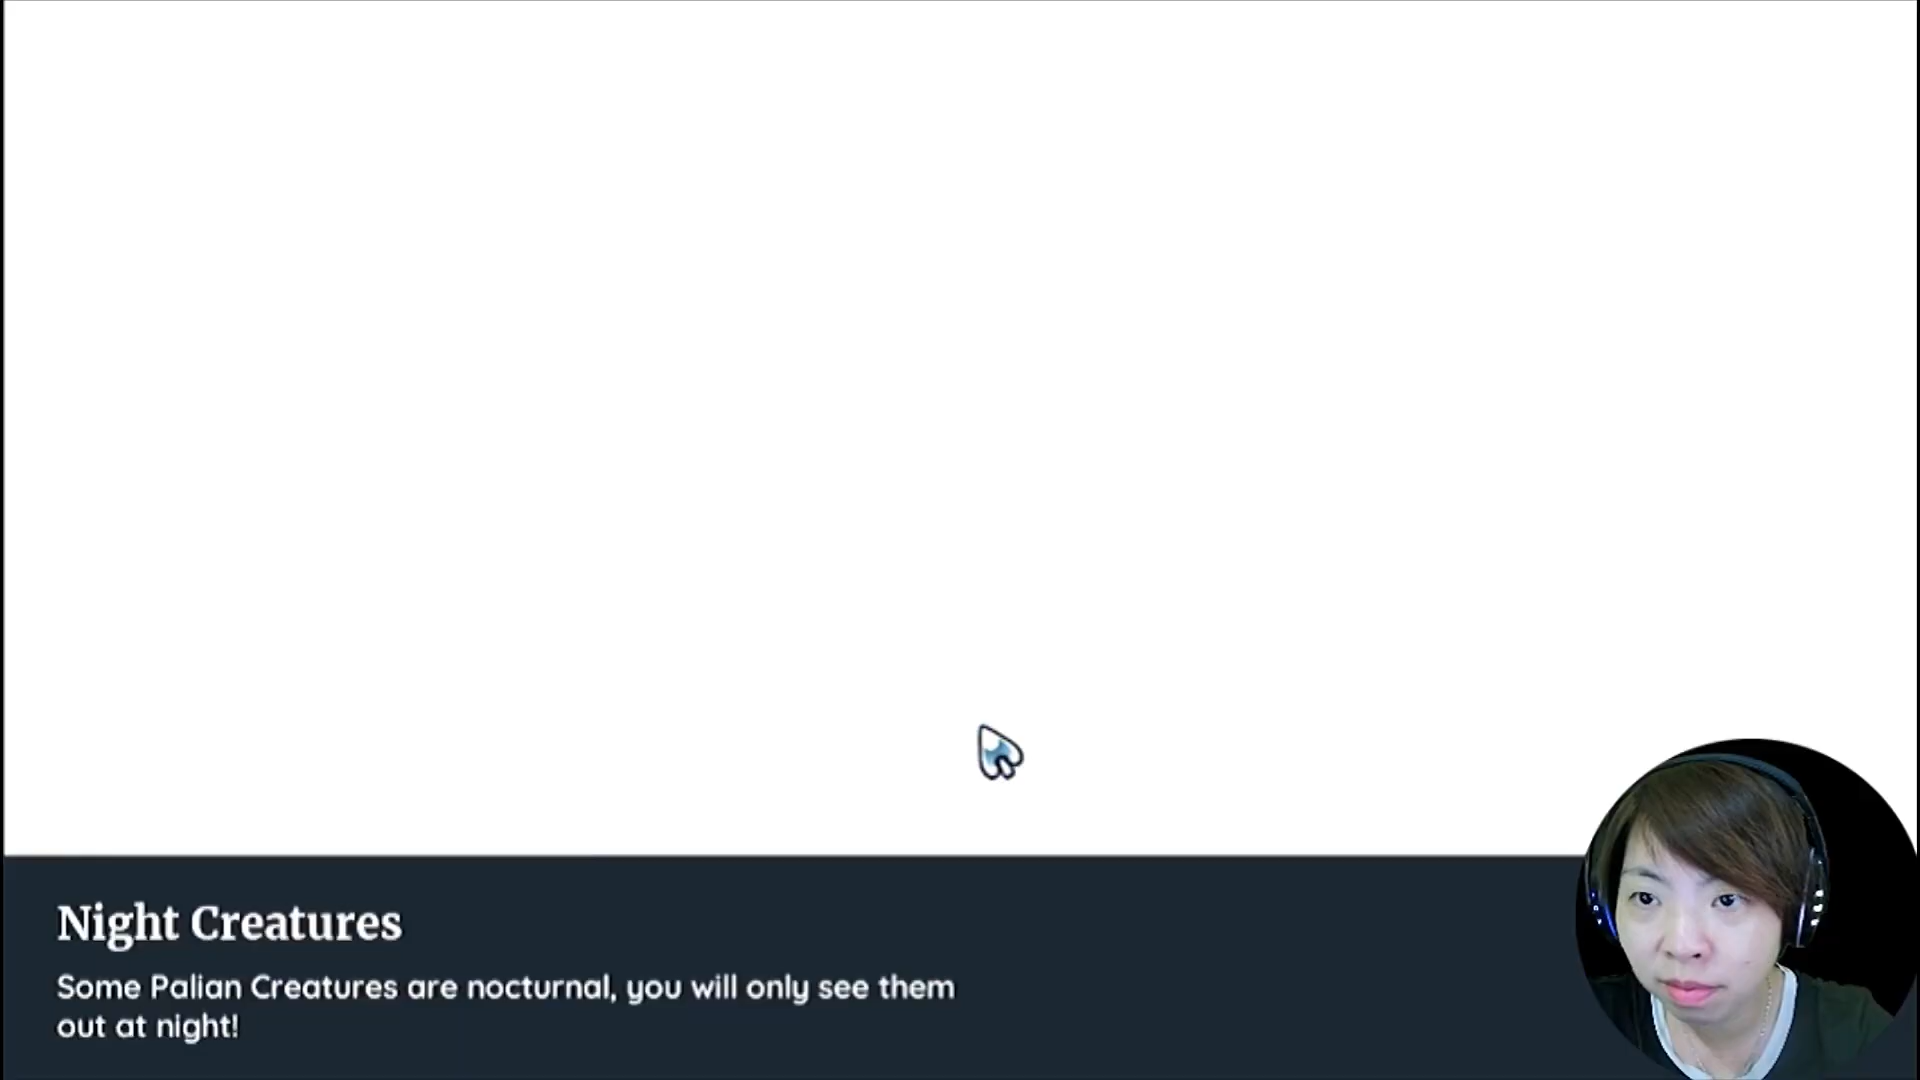 Night Creatures
Some Palian Creatures are nocturnal, you will only see them
out at night!